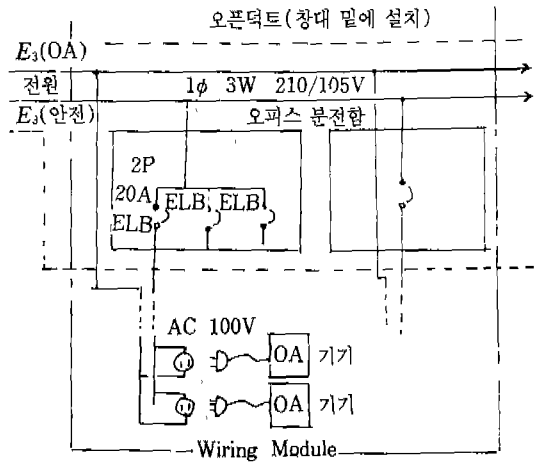 오픈덕트(창대 밑에 설치)
E₃(OA)
전원 1ϕ 3W 210/105V
E₃(안전) 오피스 분전함
2P
20A ELB ELB
ELB
AC 100V
OA 기기
OA 기기
Wiring Module